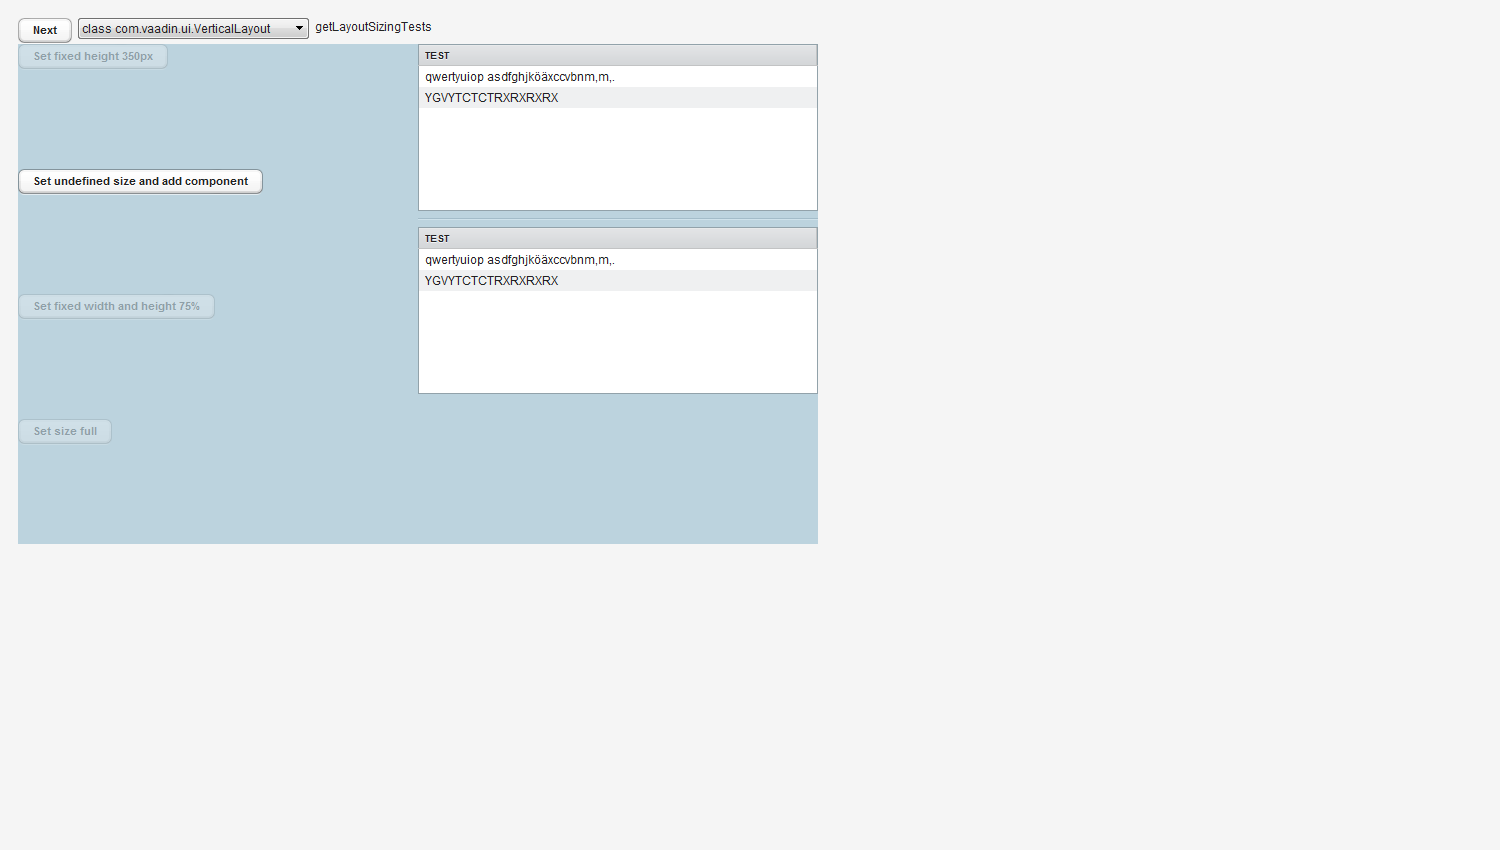 Next
class com.vaadin.ui.VerticalLayout
getLayoutSizingTests
Set fixed height 350px
Set undefined size and add component
Set fixed width and height 75%
Set size full
TEST
qwertyuiop asdfghjköäxccvbnm,m,.
YGVYTCTCTRXRXRXRX
TEST
qwertyuiop asdfghjköäxccvbnm,m,.
YGVYTCTCTRXRXRXRX